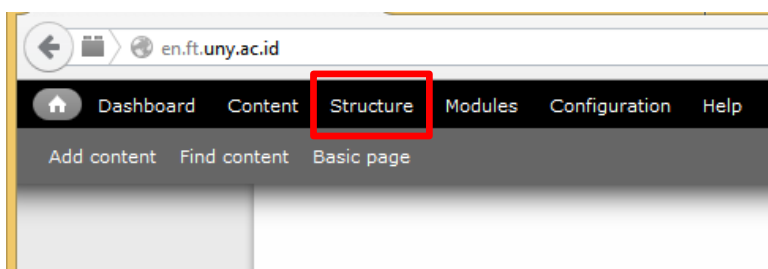 en.ft.uny.ac.id
Dashboard Content Structure Modules Configuration Help
Add content Find content Basic page